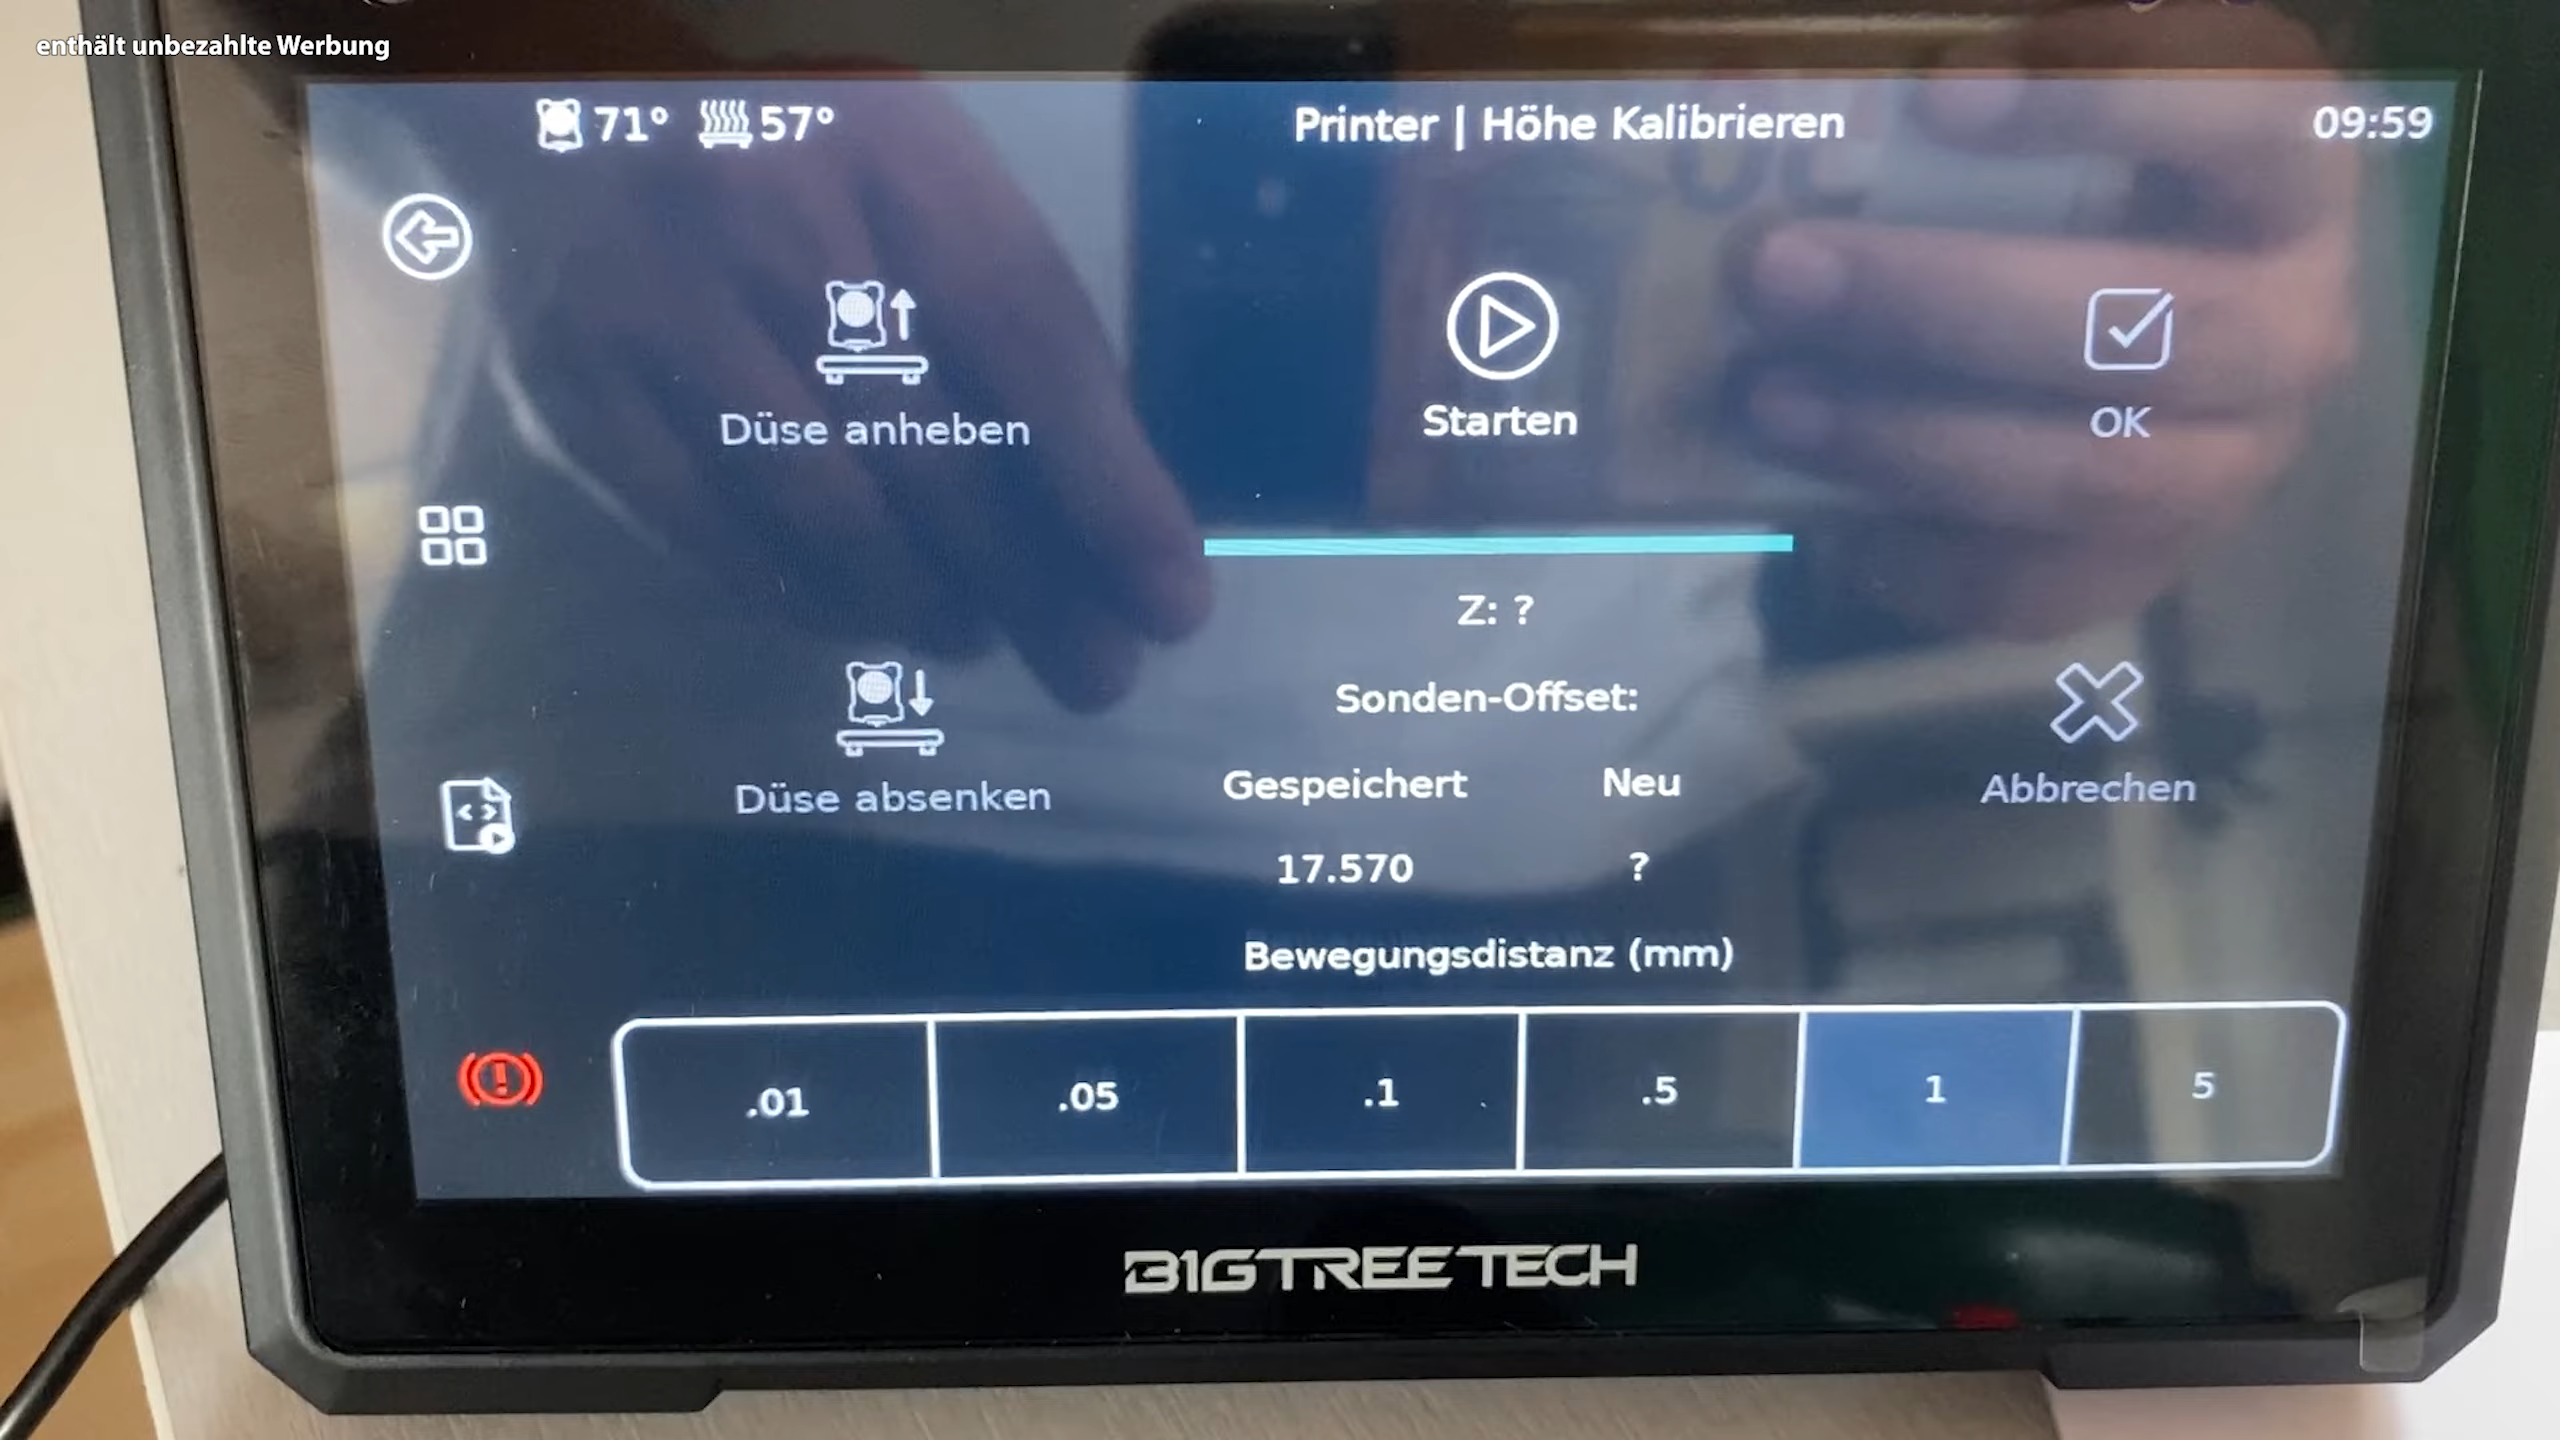 enthält unbezahlte Werbung
71° 57° Printer | Höhe Kalibrieren 09:59
Düse anheben
Starten
OK
Z: ?
Sonden-Offset:
Düse absenken
Gespeichert Neu
Abbrechen
17.570 ?
Bewegungsdistanz (mm)
.01 .05 .1 .5 1 5
BIGTREETECH